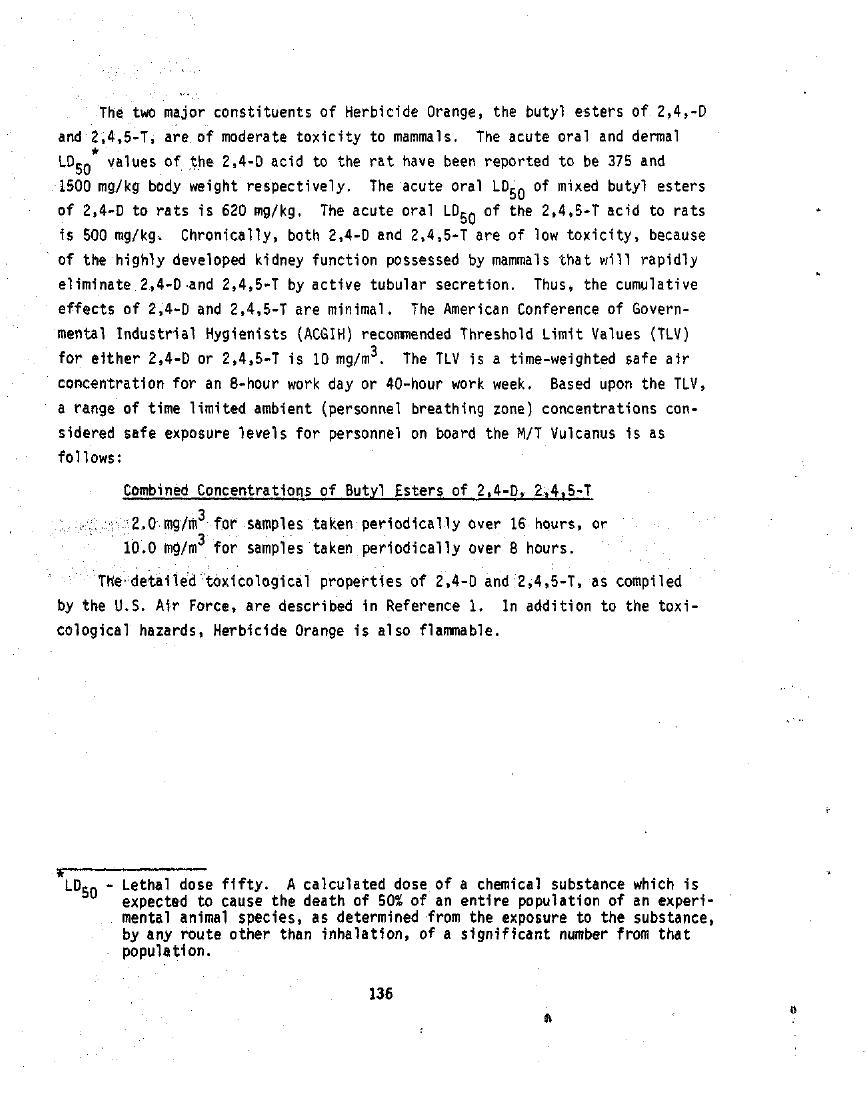 The two major constituents of Herbicide Orange, the butyl esters of 2,4,-D
and 2,4,5-T, are of moderate toxicity to mammals. The acute oral and dermal
LD50* values of the 2,4-D acid to the rat have been reported to be 375 and
1500 mg/kg body weight respectively. The acute oral LD50 of mixed butyl esters
of 2,4-D to rats is 620 mg/kg. The acute oral LD50 of the 2,4,5-T acid to rats
is 500 mg/kg. Chronically, both 2,4-D and 2,4,5-T are of low toxicity, because
of the highly developed kidney function possessed by mammals that will rapidly
eliminate 2,4-D and 2,4,5-T by active tubular secretion. Thus, the cumulative
effects of 2,4-D and 2,4,5-T are minimal. The American Conference of Govern-
mental Industrial Hygienists (ACGIH) recommended Threshold Limit Values (TLV)
for either 2,4-D or 2,4,5-T is 10 mg/m3. The TLV is a time-weighted safe air
concentration for an 8-hour work day or 40-hour work week. Based upon the TLV,
a range of time limited ambient (personnel breathing zone) concentrations con-
sidered safe exposure levels for personnel on board the M/T Vulcanus is as
follows:
Combined Concentrations of Butyl Esters of 2,4-D, 2,4,5-T
2.0 mg/m3 for samples taken periodically over 16 hours, or
10.0 mg/m3 for samples taken periodically over 8 hours.
The detailed toxicological properties of 2,4-D and 2,4,5-T, as compiled
by the U.S. Air Force, are described in Reference 1. In addition to the toxi-
cological hazards, Herbicide Orange is also flammable.
*LD50 - Lethal dose fifty. A calculated dose of a chemical substance which is
expected to cause the death of 50% of an entire population of an experi-
mental animal species, as determined from the exposure to the substance,
by any route other than inhalation, of a significant number from that
population.
136